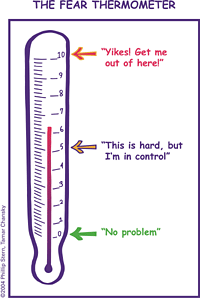 THE FEAR THERMOMETER
10
"Yikes! Get me
out of here!"
9
8
7
6
5
"This is hard, but
I'm in control"
4
3
2
1
0
"No problem"
©2004 Phillip Stern, Tamar Chansky